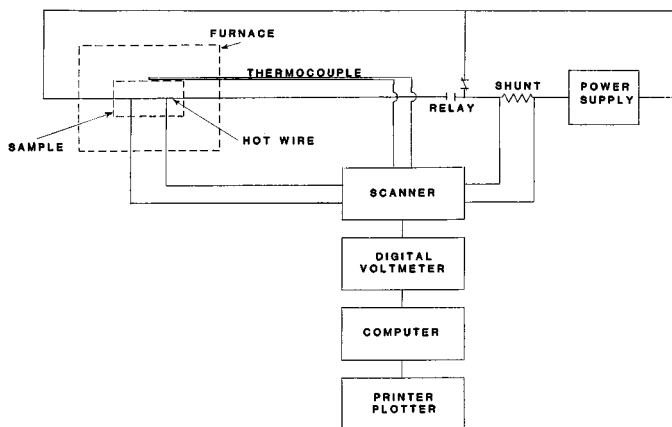 FURNACE
THERMOCOUPLE
SHUNT
POWER
SUPPLY
RELAY
SAMPLE
HOT WIRE
SCANNER
DIGITAL
VOLTMETER
COMPUTER
PRINTER
PLOTTER